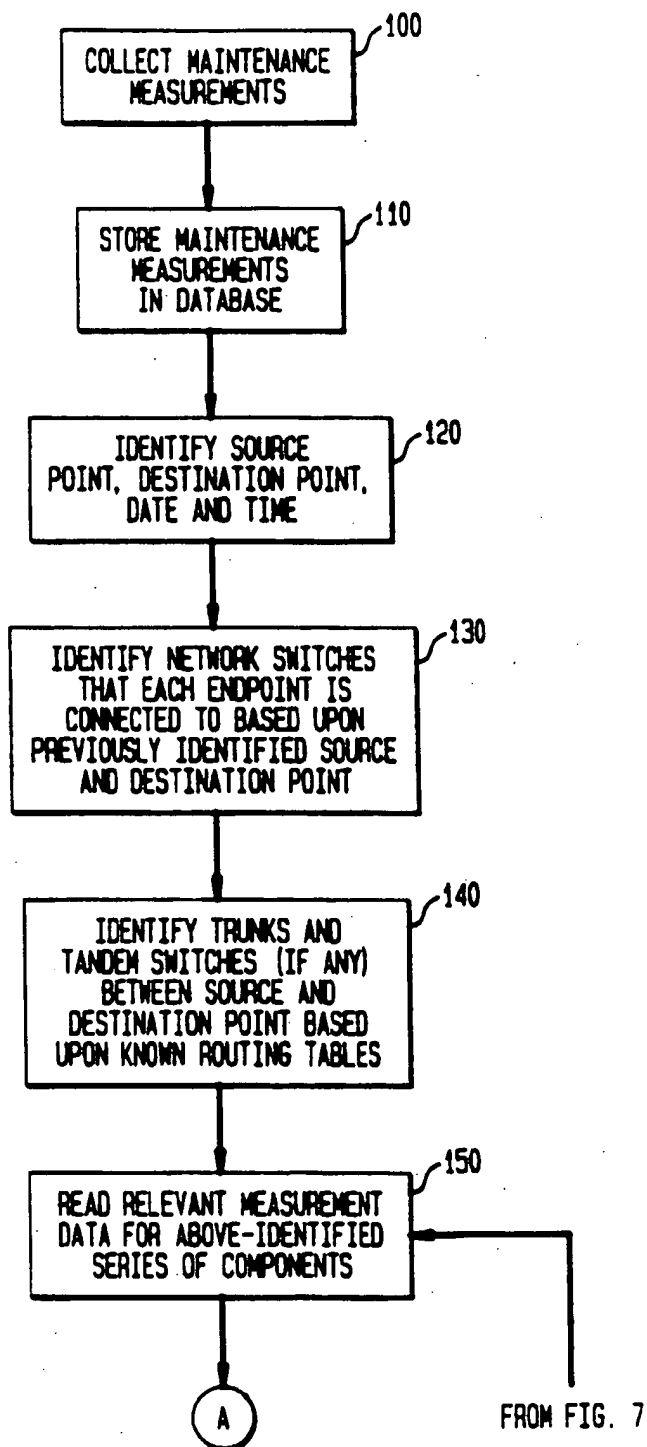 100
COLLECT MAINTENANCE
MEASUREMENTS
110
STORE MAINTENANCE
MEASUREMENTS
IN DATABASE
120
IDENTIFY SOURCE
POINT, DESTINATION POINT,
DATE AND TIME
130
IDENTIFY NETWORK SWITCHES
THAT EACH ENDPOINT IS
CONNECTED TO BASED UPON
PREVIOUSLY IDENTIFIED SOURCE
AND DESTINATION POINT
140
IDENTIFY TRUNKS AND
TANDEM SWITCHES (IF ANY)
BETWEEN SOURCE AND
DESTINATION POINT BASED
UPON KNOWN ROUTING TABLES
150
READ RELEVANT MEASUREMENT
DATA FOR ABOVE-IDENTIFIED
SERIES OF COMPONENTS
A
FROM FIG. 7